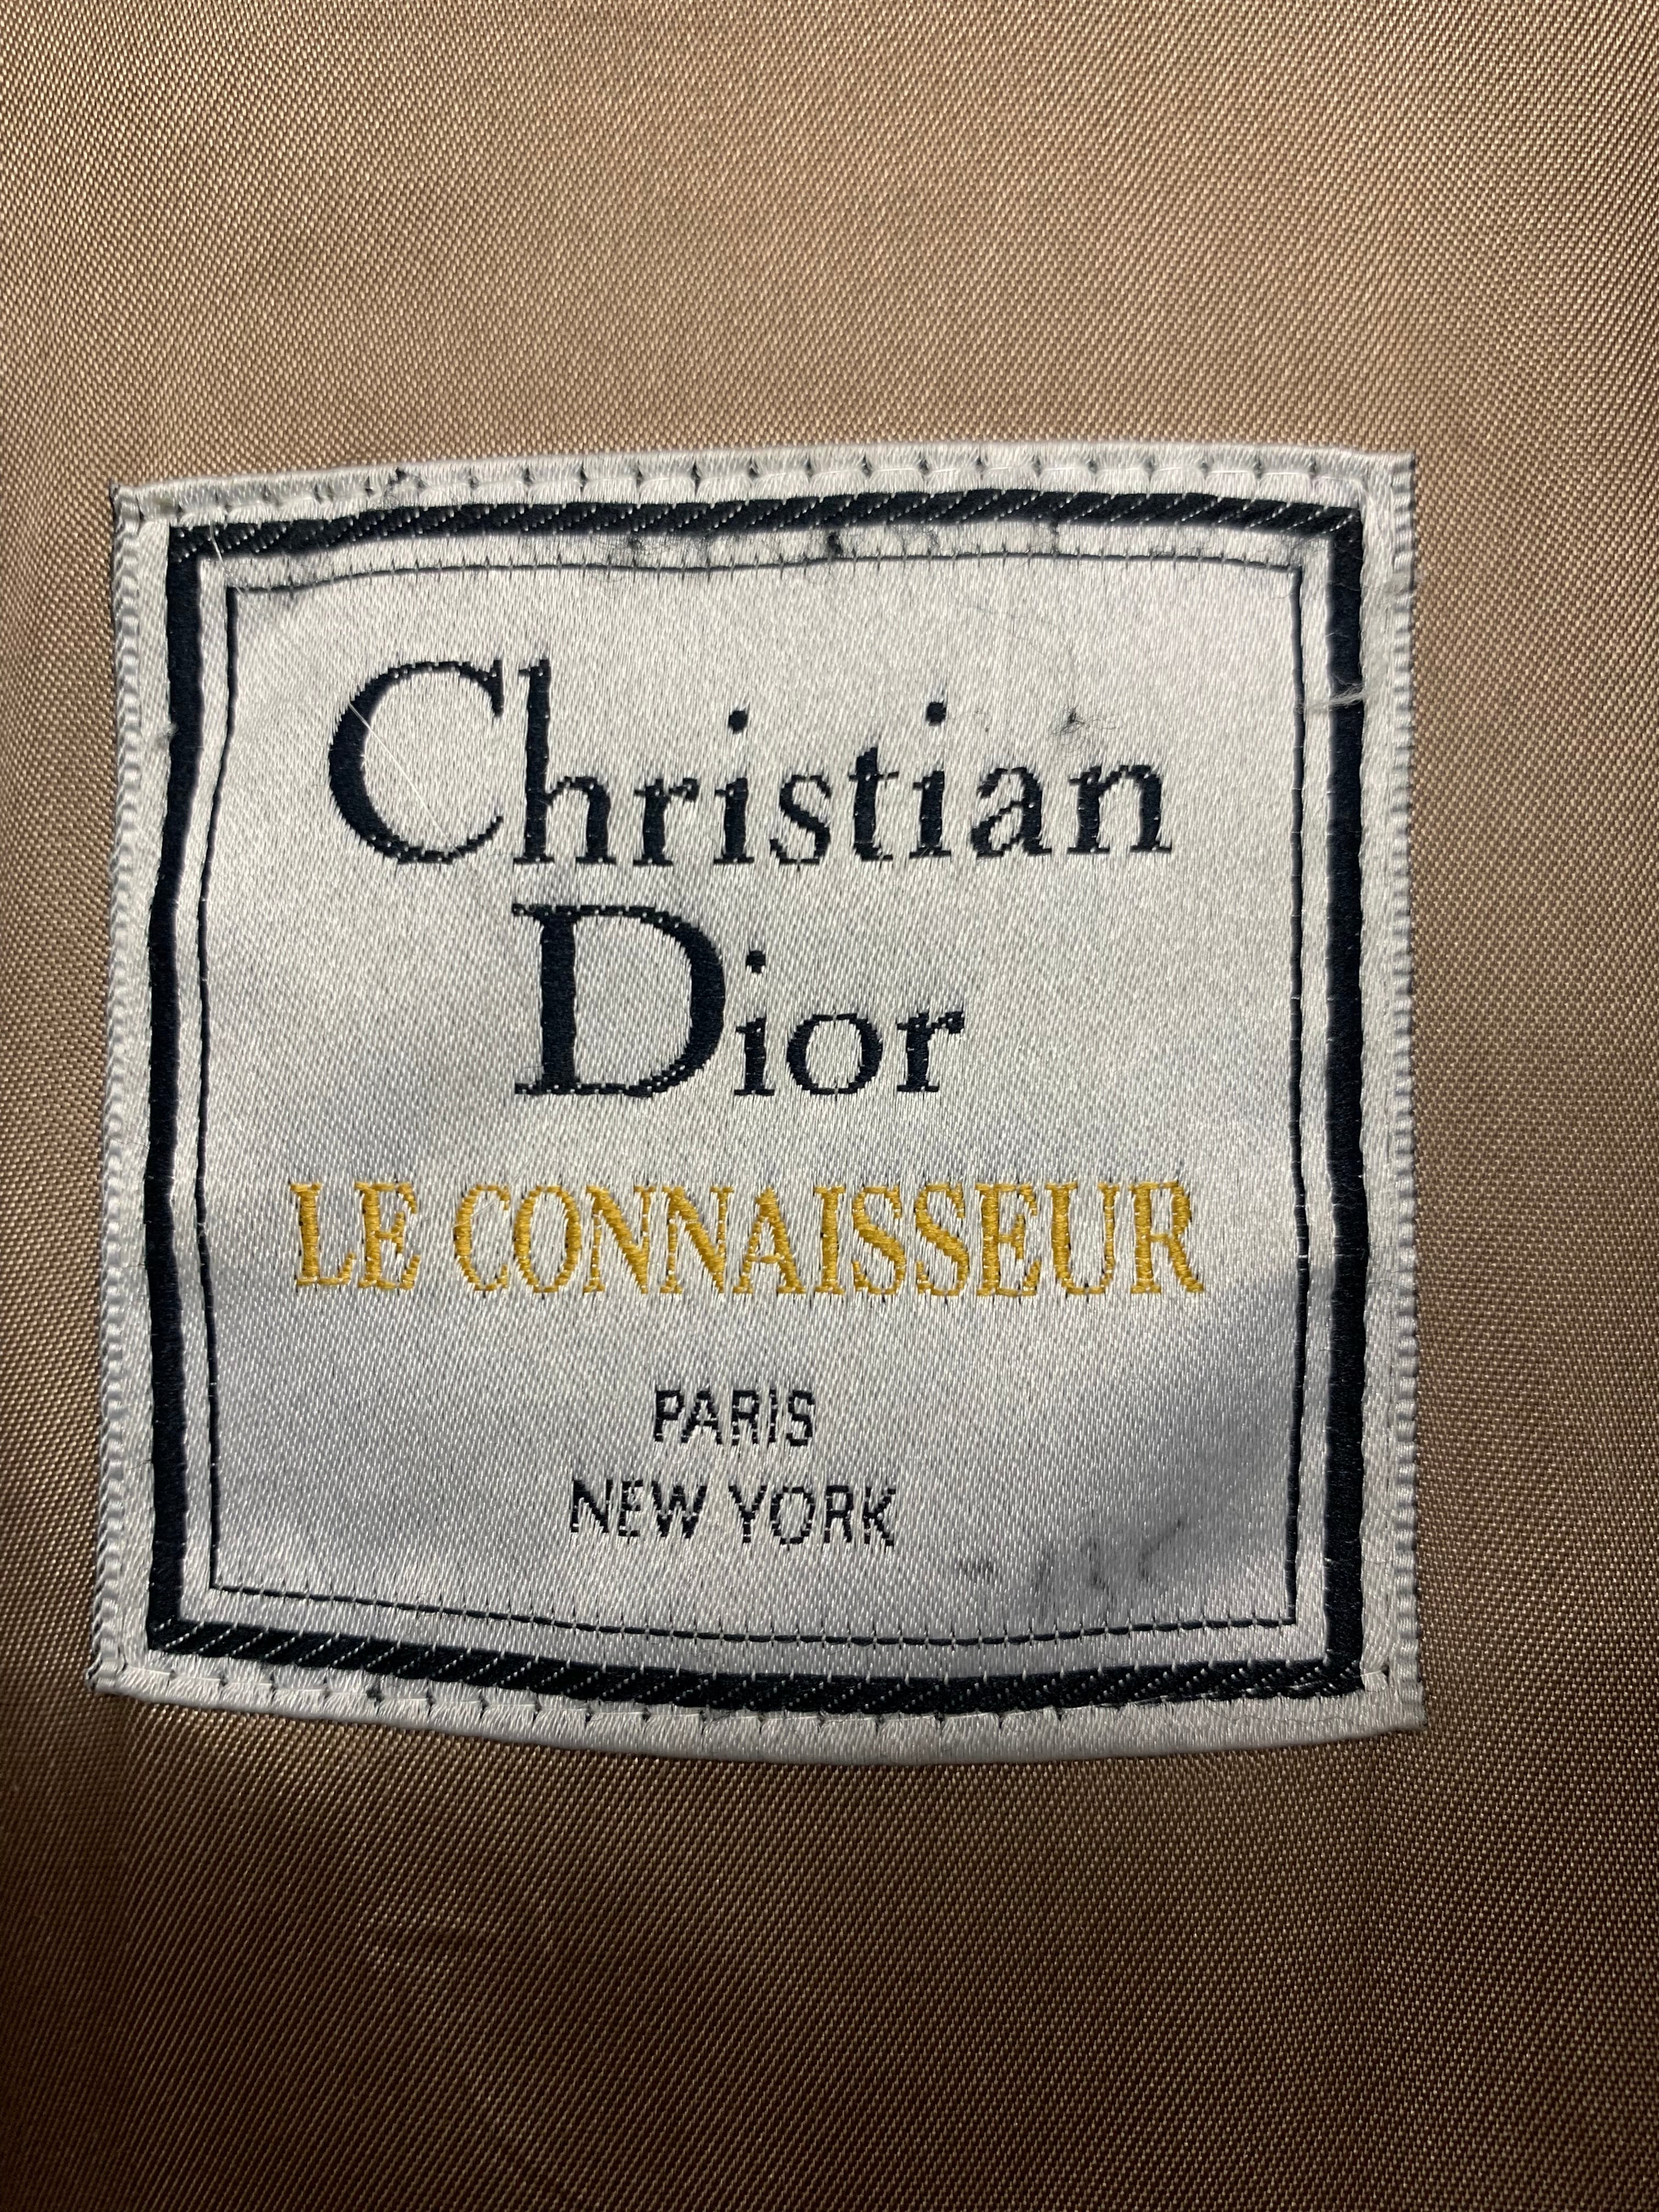 Christian
Dior
LE CONNAISSEUR
PARIS
NEW YORK